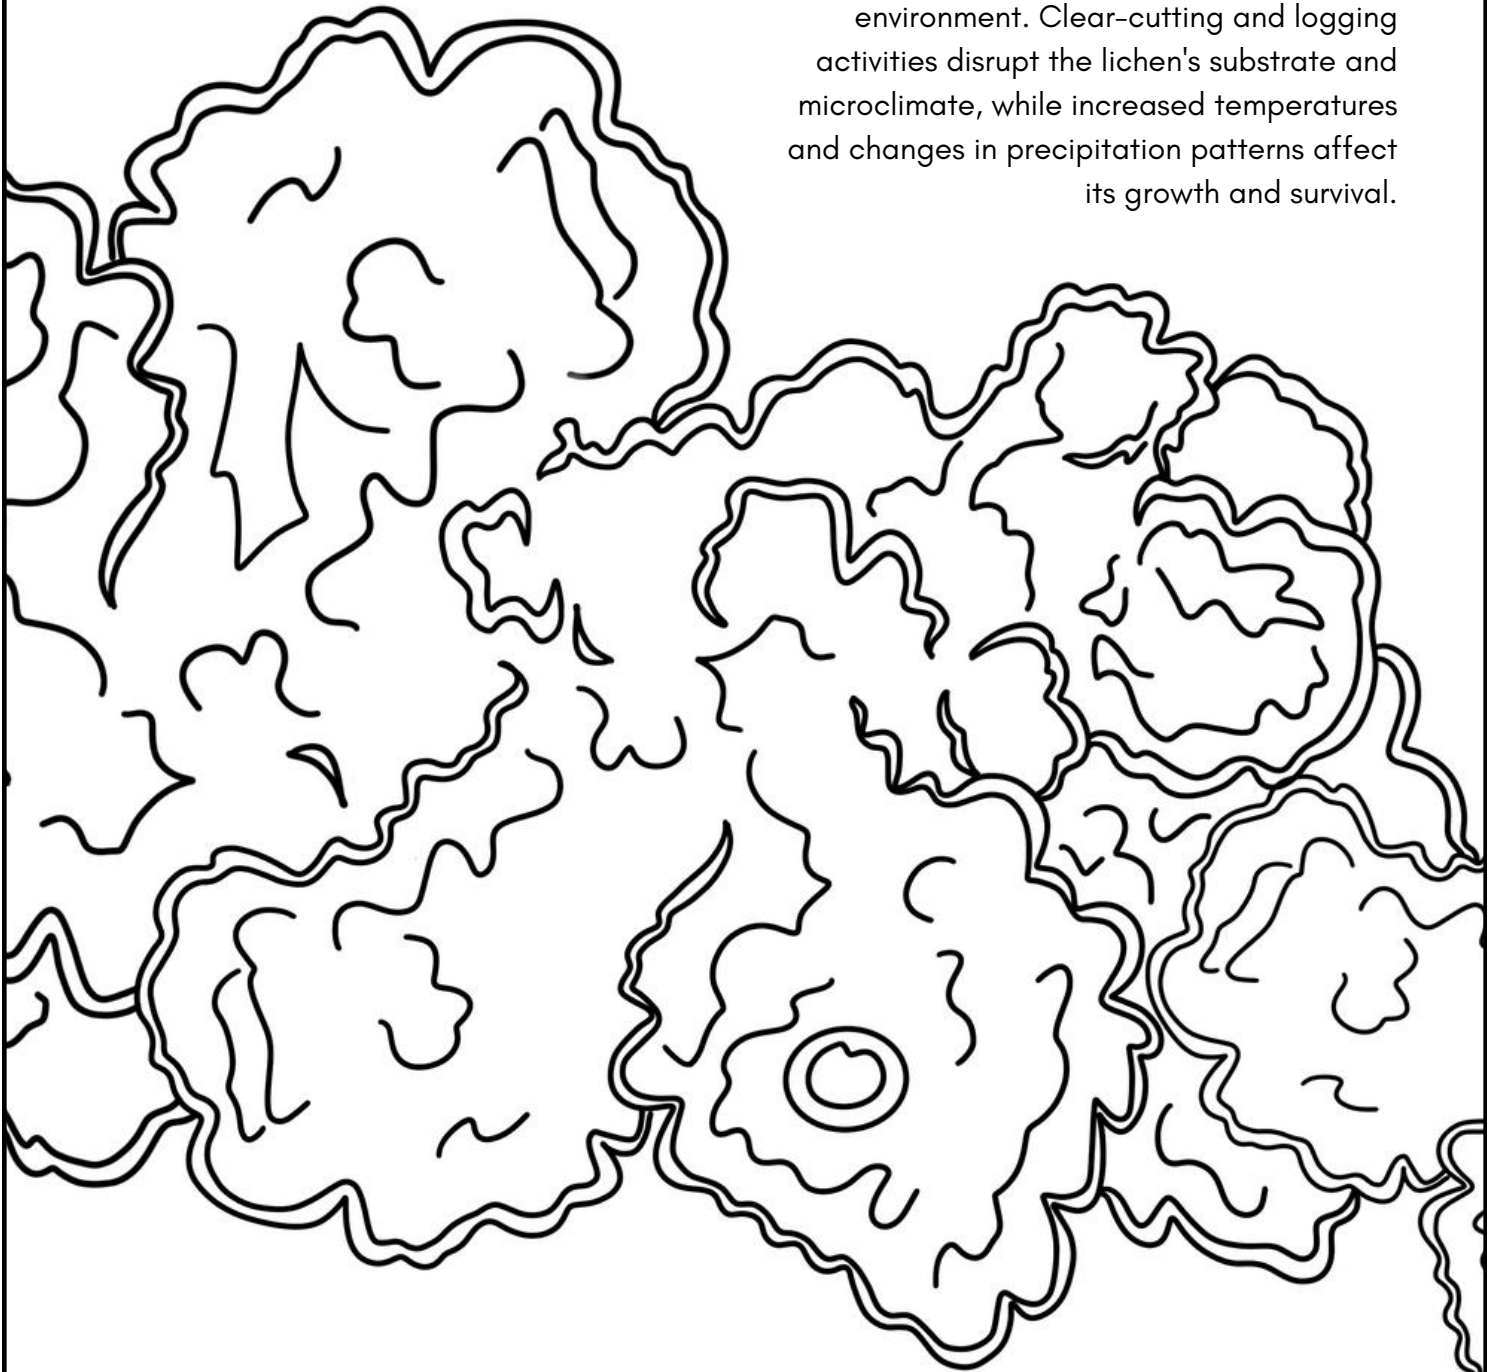 environment. Clear-cutting and logging
activities disrupt the lichen's substrate and
microclimate, while increased temperatures
and changes in precipitation patterns affect
its growth and survival.